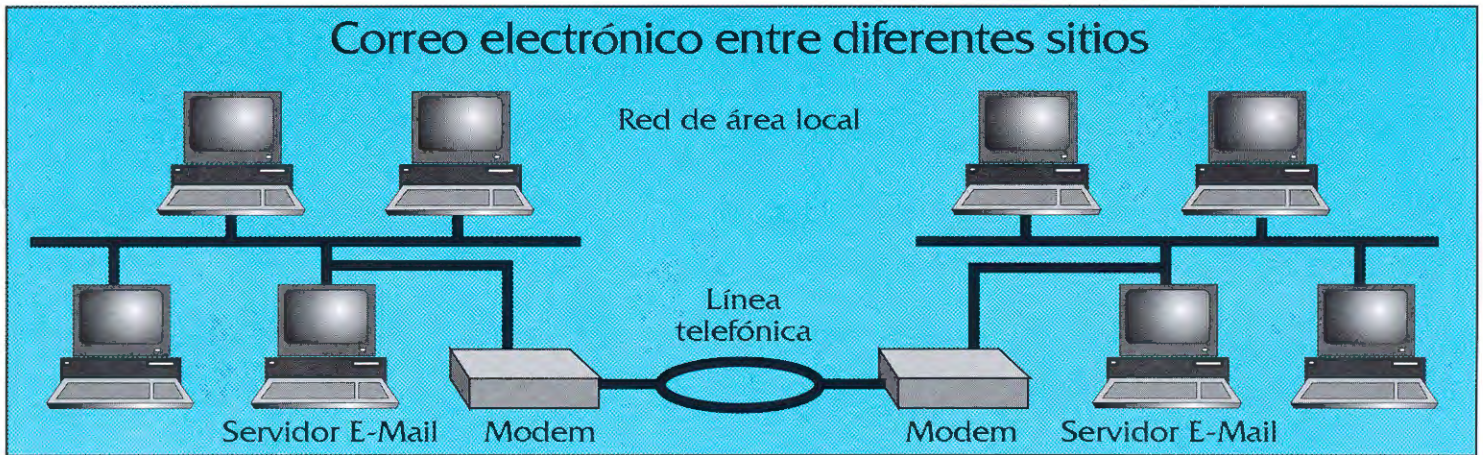 Correo electrónico entre diferentes sitios
Red de área local
Línea
telefónica
Servidor E-Mail
Modem
Modem
Servidor E-Mail